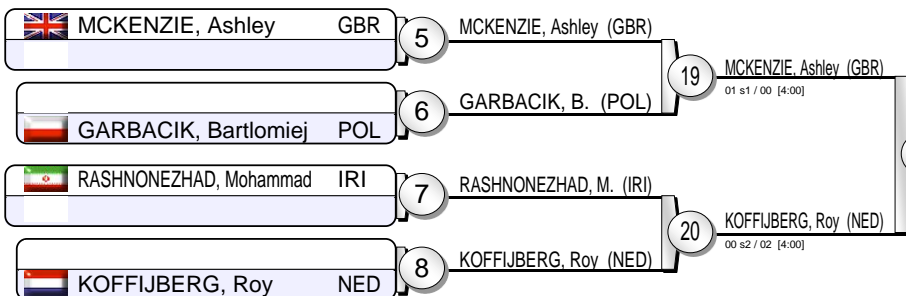 MCKENZIE, Ashley GBR
5
MCKENZIE, Ashley (GBR)
19
MCKENZIE, Ashley (GBR)
01 s1 / 00 [4:00]
6
GARBACIK, B. (POL)
GARBACIK, Bartlomiej POL
RASHNONEZHAD, Mohammad IRI
7
RASHNONEZHAD, M. (IRI)
20
KOFFIJBERG, Roy (NED)
00 s2 / 02 [4:00]
8
KOFFIJBERG, Roy (NED)
KOFFIJBERG, Roy NED